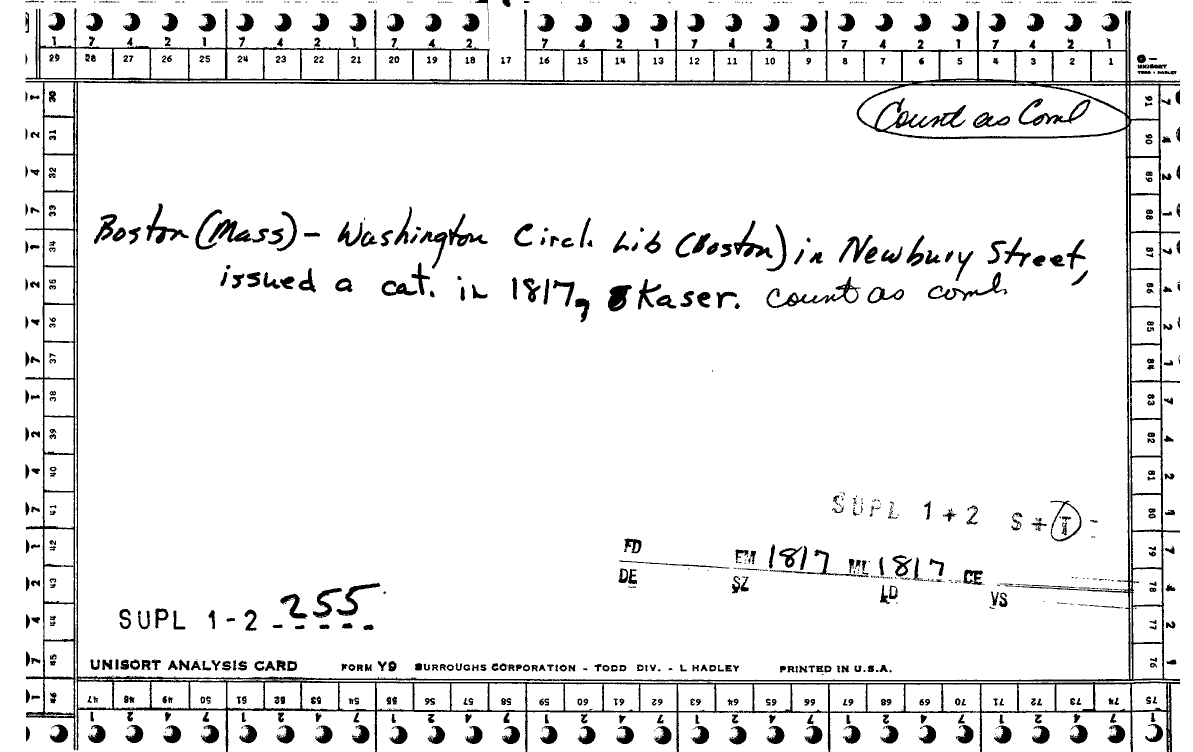 1 7 4 2 1 7 4 2 1 7 4 2 7 4 2 1 7 4 2 1 7 4 2 1 7 4 2 1
29 28 27 26 25 24 23 22 21 20 19 18 17 16 15 14 13 12 11 10 9 8 7 6 5 4 3 2 1
UNISORT
TODD - HADLEY
Count as Coml
Boston (Mass) - Washington Circ. Lib (Boston) in Newbury Street,
issued a cat. in 1817, Kaser. count as coml.
SUPL 1+2 S+T
FD EM 1817 ML 1817 CE
DE SZ LD VS
SUPL 1-2 255
UNISORT ANALYSIS CARD FORM Y9 BURROUGHS CORPORATION - TODD DIV. - L HADLEY PRINTED IN U.S.A.
30 31 32 33 34 35 36 37 38 39 40 41 42 43 44 45 46
91 90 89 88 87 86 85 84 83 82 81 80 79 78 77 76 75
47 48 49 50 51 52 53 54 55 56 57 58 59 60 61 62 63 64 65 66 67 68 69 70 71 72 73 74
1 2 4 7 1 2 4 7 1 2 4 7 1 2 4 7 1 2 4 7 1 2 4 7 1 2 4 7